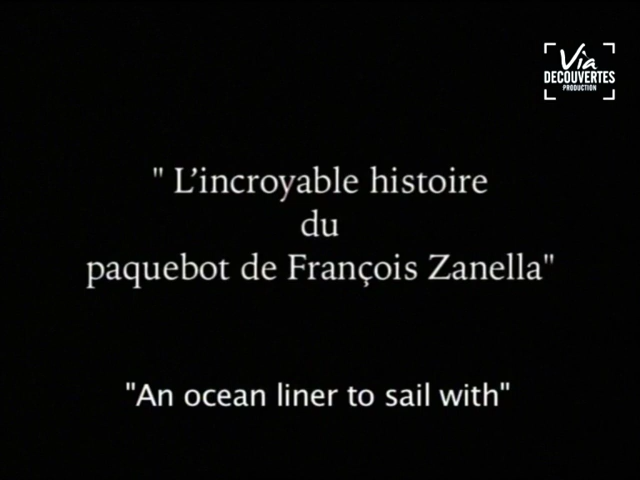 Via
DECOUVERTES
PRODUCTION
" L’incroyable histoire
du
paquebot de François Zanella"
"An ocean liner to sail with"